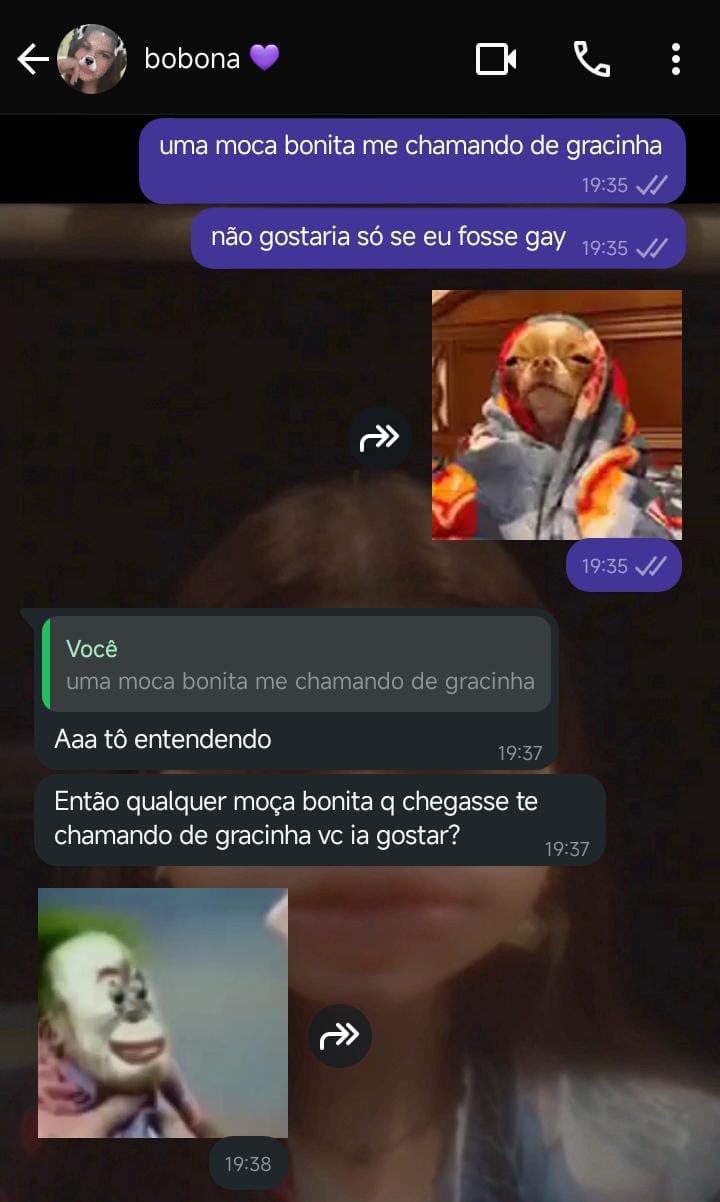 bobona 💜
uma moca bonita me chamando de gracinha
19:35
não gostaria só se eu fosse gay 19:35
19:35
Você
uma moca bonita me chamando de gracinha
Aaa tô entendendo
19:37
Então qualquer moça bonita q chegasse te
chamando de gracinha vc ia gostar?
19:37
19:38